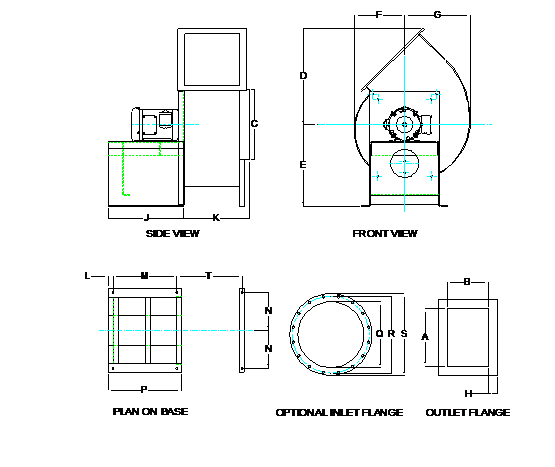 F G
D
C
E
J K
SIDE VIEW FRONT VIEW
L M T
B
N
Q R S A
N
P H
PLAN ON BASE OPTIONAL INLET FLANGE OUTLET FLANGE